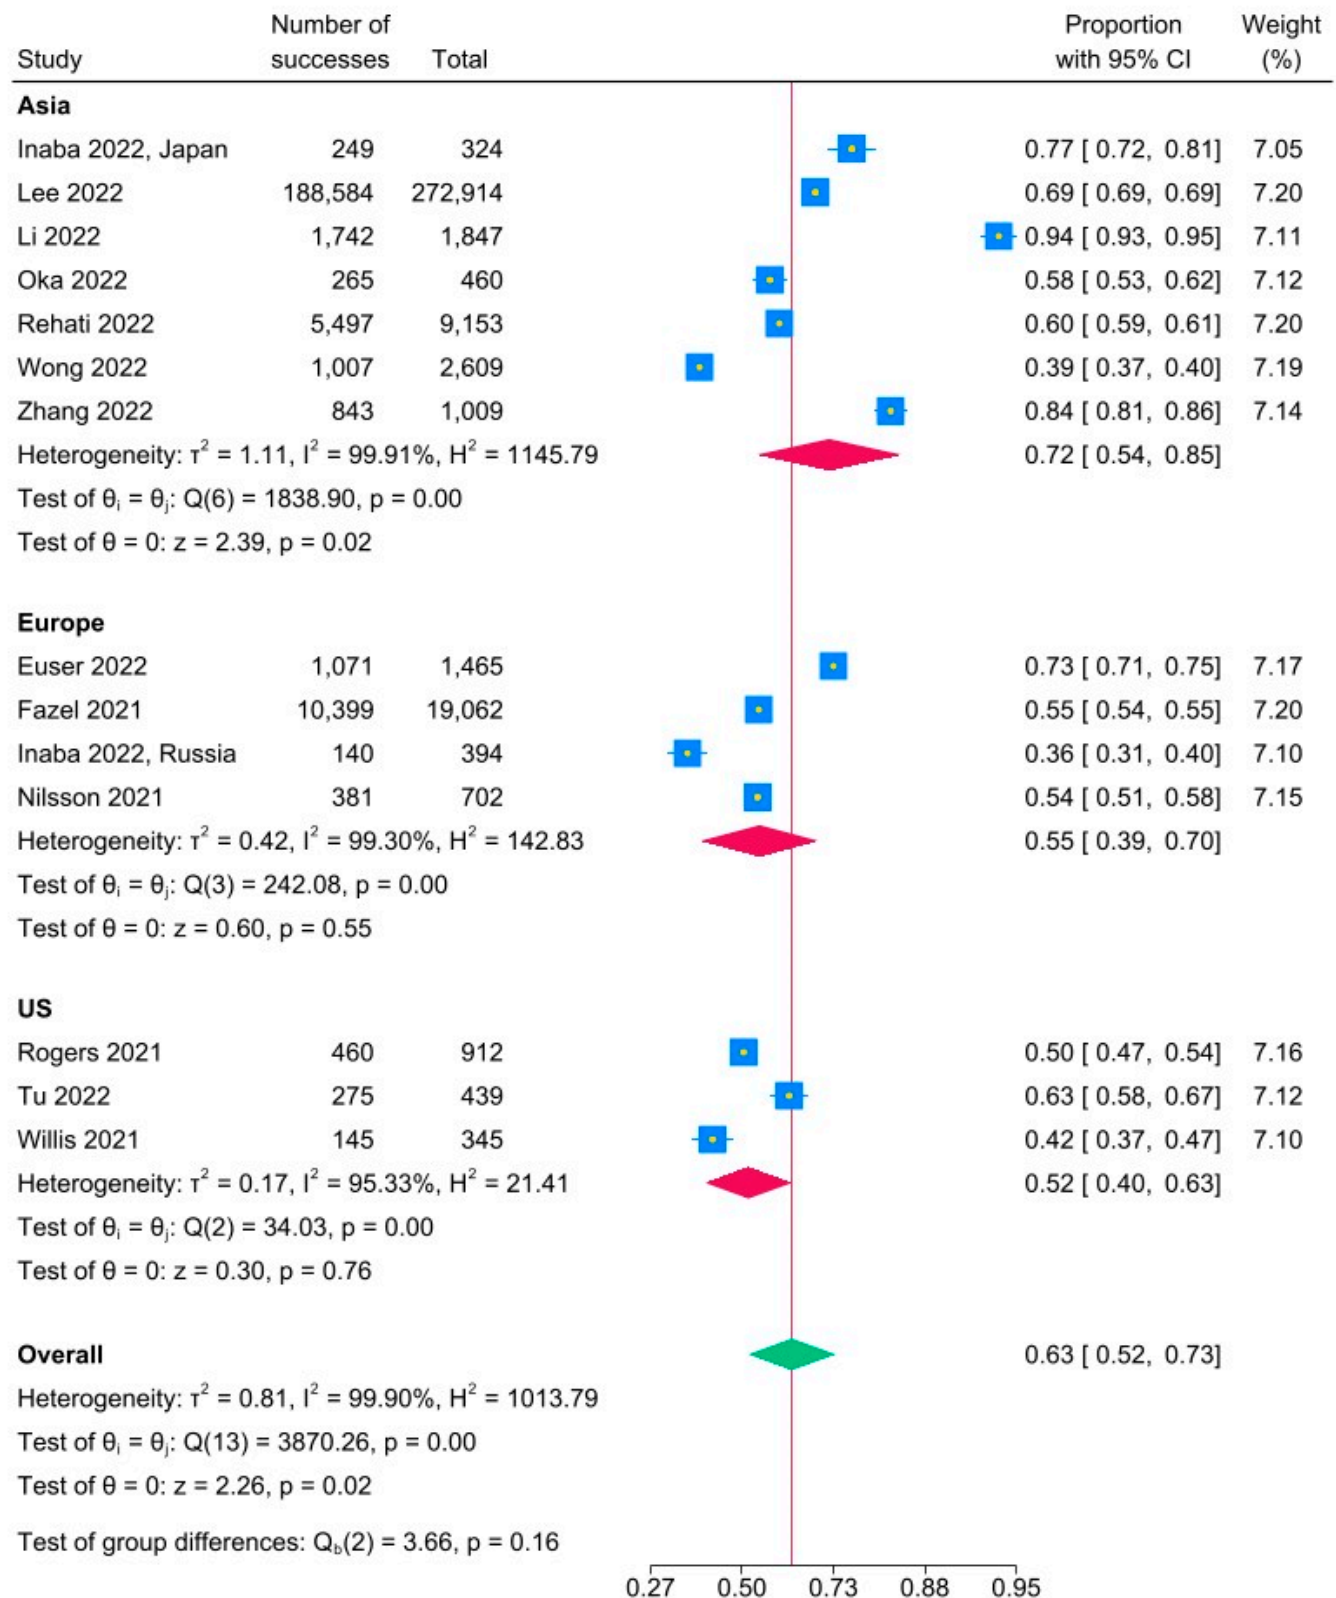 Number of Proportion Weight
Study successes Total with 95% CI (%)
Asia
Inaba 2022, Japan 249 324 0.77 [ 0.72, 0.81] 7.05
Lee 2022 188,584 272,914 0.69 [ 0.69, 0.69] 7.20
Li 2022 1,742 1,847 0.94 [ 0.93, 0.95] 7.11
Oka 2022 265 460 0.58 [ 0.53, 0.62] 7.12
Rehati 2022 5,497 9,153 0.60 [ 0.59, 0.61] 7.20
Wong 2022 1,007 2,609 0.39 [ 0.37, 0.40] 7.19
Zhang 2022 843 1,009 0.84 [ 0.81, 0.86] 7.14
Heterogeneity: τ² = 1.11, I² = 99.91%, H² = 1145.79 0.72 [ 0.54, 0.85]
Test of θᵢ = θⱼ: Q(6) = 1838.90, p = 0.00
Test of θ = 0: z = 2.39, p = 0.02
Europe
Euser 2022 1,071 1,465 0.73 [ 0.71, 0.75] 7.17
Fazel 2021 10,399 19,062 0.55 [ 0.54, 0.55] 7.20
Inaba 2022, Russia 140 394 0.36 [ 0.31, 0.40] 7.10
Nilsson 2021 381 702 0.54 [ 0.51, 0.58] 7.15
Heterogeneity: τ² = 0.42, I² = 99.30%, H² = 142.83 0.55 [ 0.39, 0.70]
Test of θᵢ = θⱼ: Q(3) = 242.08, p = 0.00
Test of θ = 0: z = 0.60, p = 0.55
US
Rogers 2021 460 912 0.50 [ 0.47, 0.54] 7.16
Tu 2022 275 439 0.63 [ 0.58, 0.67] 7.12
Willis 2021 145 345 0.42 [ 0.37, 0.47] 7.10
Heterogeneity: τ² = 0.17, I² = 95.33%, H² = 21.41 0.52 [ 0.40, 0.63]
Test of θᵢ = θⱼ: Q(2) = 34.03, p = 0.00
Test of θ = 0: z = 0.30, p = 0.76
Overall 0.63 [ 0.52, 0.73]
Heterogeneity: τ² = 0.81, I² = 99.90%, H² = 1013.79
Test of θᵢ = θⱼ: Q(13) = 3870.26, p = 0.00
Test of θ = 0: z = 2.26, p = 0.02
Test of group differences: Q_b(2) = 3.66, p = 0.16
0.27 0.50 0.73 0.88 0.95